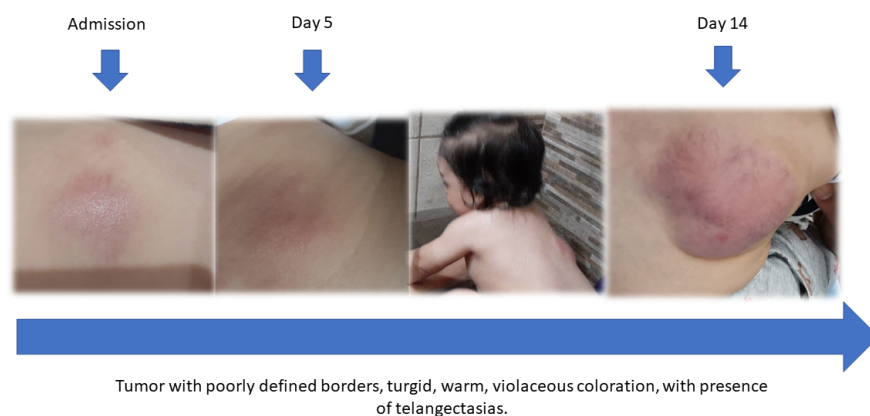 Admission
Day 5
Day 14
Tumor with poorly defined borders, turgid, warm, violaceous coloration, with presence
of telangectasias.